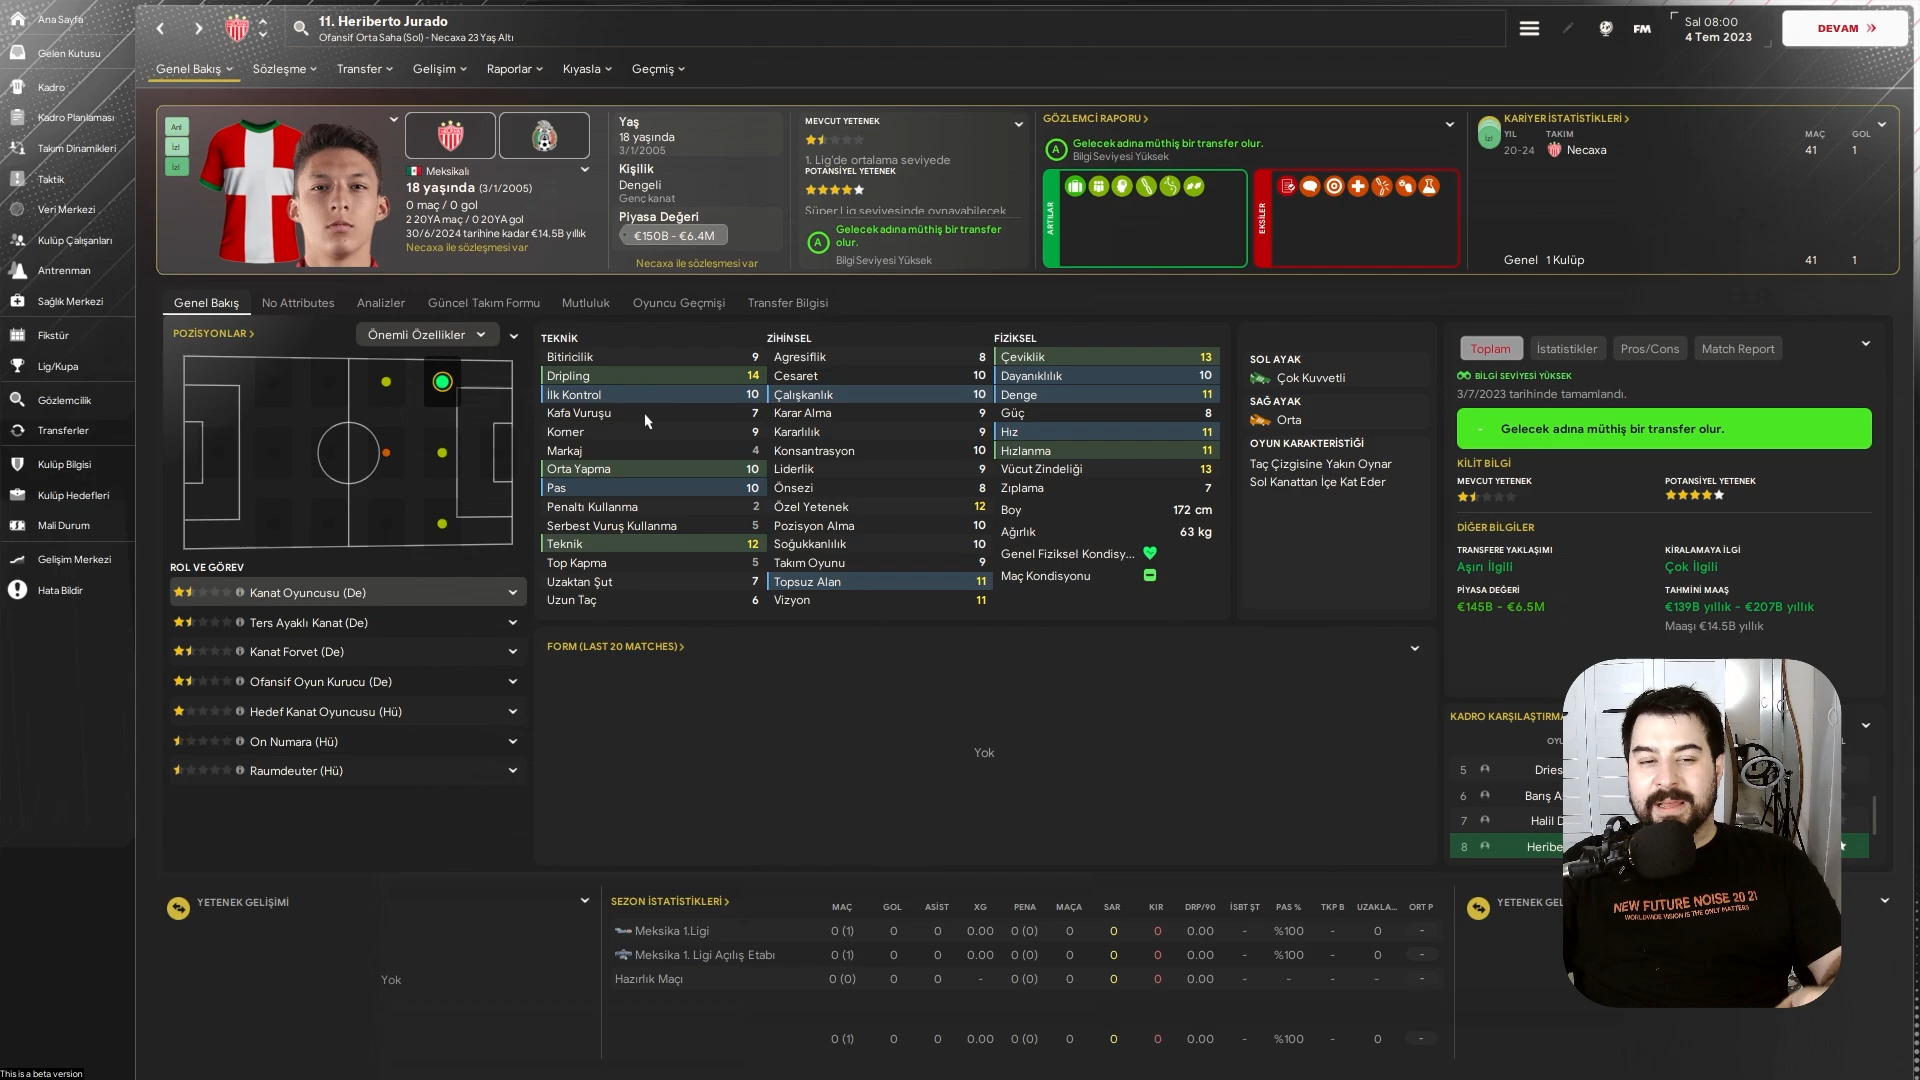 Ana Sayfa
Gelen Kutusu
Kadro
Kadro Planlaması
Takım Dinamikleri
Taktik
Veri Merkezi
Kulüp Çalışanları
Antrenman
Sağlık Merkezi
Fikstür
Lig/Kupa
Gözlemcilik
Transferler
Kulüp Bilgisi
Kulüp Hedefleri
Mali Durum
Gelişim Merkezi
Hata Bildir
This is a beta version
11. Heriberto Jurado
Ofansif Orta Saha (Sol) - Necaxa 23 Yaş Altı
FM
Sal 08:00
4 Tem 2023
DEVAM
Genel Bakış Sözleşme Transfer Gelişim Raporlar Kıyasla Geçmiş
Anl
İzl
İzl
Meksikalı
18 yaşında (3/1/2005)
0 maç / 0 gol
2 20YA maç / 0 20YA gol
30/6/2024 tarihine kadar €14.5B yıllık
Necaxa ile sözleşmesi var
Yaş
18 yaşında
3/1/2005
Kişilik
Dengeli
Genç kanat
Piyasa Değeri
€150B - €6.4M
Necaxa ile sözleşmesi var
MEVCUT YETENEK
1. Lig'de ortalama seviyede
POTANSİYEL YETENEK
Süper Lig seviyesinde oynayabilecek
A Gelecek adına müthiş bir transfer olur.
Bilgi Seviyesi Yüksek
GÖZLEMCİ RAPORU
A Gelecek adına müthiş bir transfer olur.
Bilgi Seviyesi Yüksek
ARTILAR
EKSİLER
KARİYER İSTATİSTİKLERİ
İzl
YIL TAKIM MAÇ GOL
20-24 Necaxa 41 1
Genel 1 Kulüp 41 1
Genel Bakış No Attributes Analizler Güncel Takım Formu Mutluluk Oyuncu Geçmişi Transfer Bilgisi
POZİSYONLAR
Önemli Özellikler
ROL VE GÖREV
Kanat Oyuncusu (De)
Ters Ayaklı Kanat (De)
Kanat Forvet (De)
Ofansif Oyun Kurucu (De)
Hedef Kanat Oyuncusu (Hü)
On Numara (Hü)
Raumdeuter (Hü)
TEKNİK
Bitiricilik 9
Dripling 14
İlk Kontrol 10
Kafa Vuruşu 7
Korner 9
Markaj 4
Orta Yapma 10
Pas 10
Penaltı Kullanma 2
Serbest Vuruş Kullanma 5
Teknik 12
Top Kapma 5
Uzaktan Şut 7
Uzun Taç 6
ZİHİNSEL
Agresiflik 8
Cesaret 10
Çalışkanlık 10
Karar Alma 9
Kararlılık 9
Konsantrasyon 10
Liderlik 9
Önsezi 8
Özel Yetenek 12
Pozisyon Alma 10
Soğukkanlılık 10
Takım Oyunu 9
Topsuz Alan 11
Vizyon 11
FİZİKSEL
Çeviklik 13
Dayanıklılık 10
Denge 11
Güç 8
Hız 11
Hızlanma 11
Vücut Zindeliği 13
Zıplama 7
Boy 172 cm
Ağırlık 63 kg
Genel Fiziksel Kondisy...
Maç Kondisyonu
SOL AYAK
Çok Kuvvetli
SAĞ AYAK
Orta
OYUN KARAKTERİSTİĞİ
Taç Çizgisine Yakın Oynar
Sol Kanattan İçe Kat Eder
FORM (LAST 20 MATCHES)
Yok
Toplam İstatistikler Pros/Cons Match Report
BİLGİ SEVİYESİ YÜKSEK
3/7/2023 tarihinde tamamlandı.
- Gelecek adına müthiş bir transfer olur.
KİLİT BİLGİ
MEVCUT YETENEK POTANSİYEL YETENEK
DİĞER BİLGİLER
TRANSFERE YAKLAŞIMI KİRALAMAYA İLGİ
Aşırı İlgili Çok İlgili
PİYASA DEĞERİ TAHMİNİ MAAŞ
€145B - €6.5M €139B yıllık - €207B yıllık
Maaşı €14.5B yıllık
KADRO KARŞILAŞTIRMA
OYU
5 Dries
6 Barış A
7 Halil D
8 Heribe
NEW FUTURE NOISE 20 21
WORLDWIDE VISION IS THE ONLY MATTERS
YETENEK GELİŞİMİ
Yok
SEZON İSTATİSTİKLERİ MAÇ GOL ASİST XG PENA MAÇA SAR KIR DRP/90 İSBT ŞT PAS % TKP B UZAKLA... ORT P
Meksika 1.Ligi 0 (1) 0 0 0.00 0 (0) 0 0 0 0.00 - %100 - 0 -
Meksika 1. Ligi Açılış Etabı 0 (1) 0 0 0.00 0 (0) 0 0 0 0.00 - %100 - 0 -
Hazırlık Maçı 0 (0) 0 0 - 0 (0) 0 0 0 0.00 - - - - -
0 (1) 0 0 0.00 0 (0) 0 0 0 0.00 - %100 - 0 -
YETENEK GEL